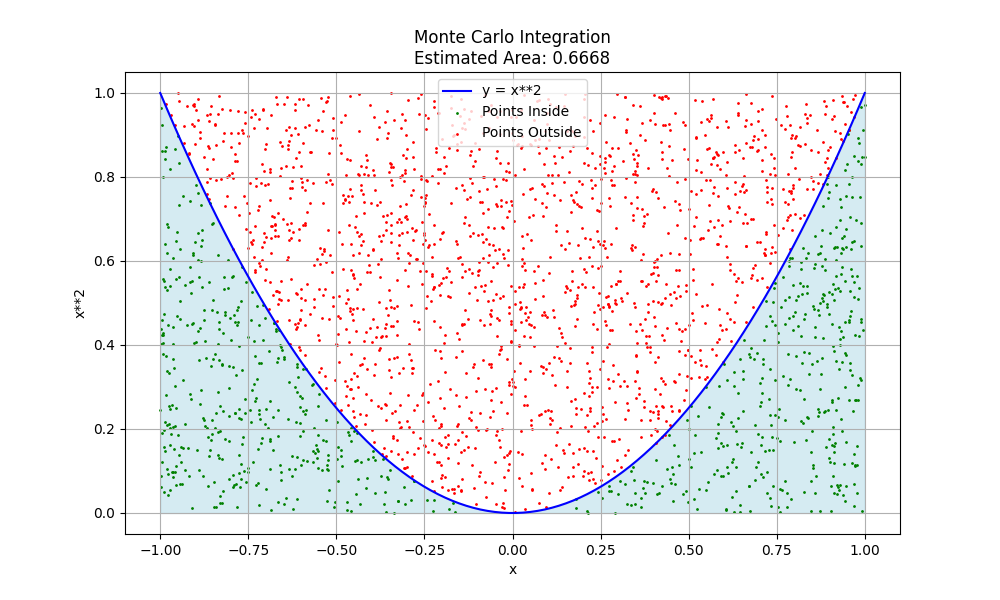 Monte Carlo Integration
Estimated Area: 0.6668
y = x**2
Points Inside
Points Outside
1.0
0.8
0.6
0.4
0.2
0.0
x**2
−1.00 −0.75 −0.50 −0.25 0.00 0.25 0.50 0.75 1.00
x